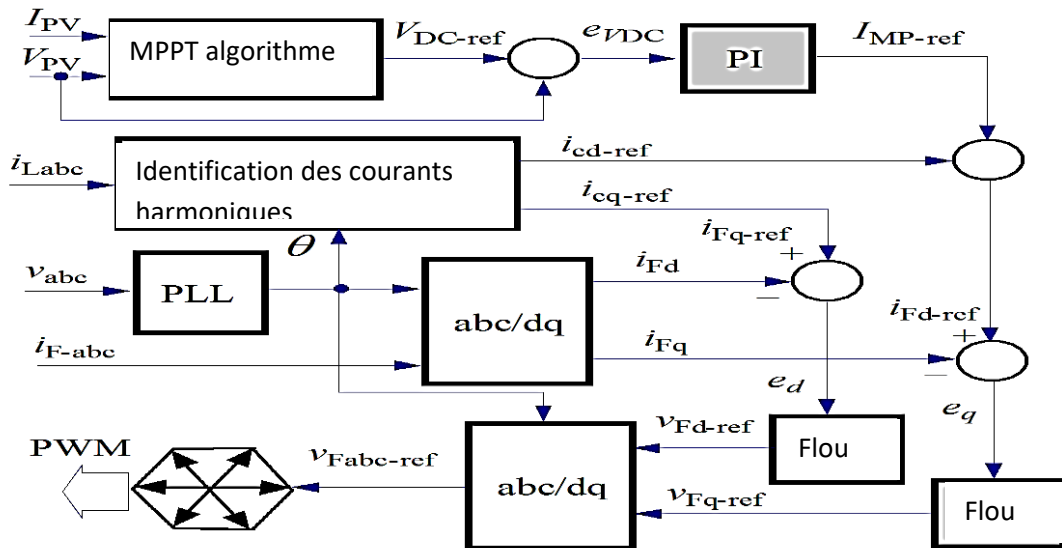 I_PV
V_PV
MPPT algorithme
V_DC-ref
e_VDC
PI
I_MP-ref
i_Labc
Identification des courants
harmoniques
i_cd-ref
i_cq-ref
θ
i_Fq-ref
+
v_abc
PLL
abc/dq
i_Fd
−
i_Fd-ref
+
i_F-abc
i_Fq
−
e_d
e_q
PWM
v_Fabc-ref
abc/dq
v_Fd-ref
Flou
v_Fq-ref
Flou